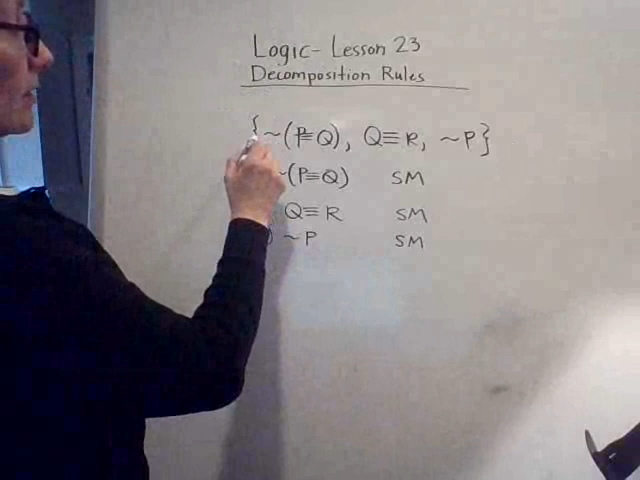 Logic- Lesson 23
Decomposition Rules
{~(P≡Q), Q≡R, ~P}
~(P≡Q) SM
Q≡R SM
) ~P SM